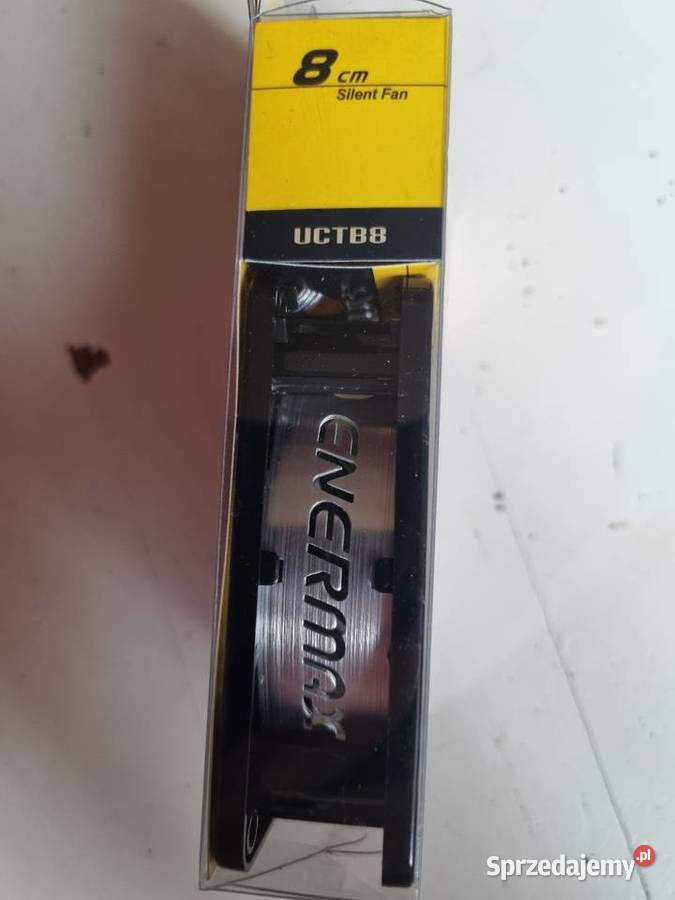 8 cm
Silent Fan
UCTB8
ENERMAX
Sprzedajemy.pl